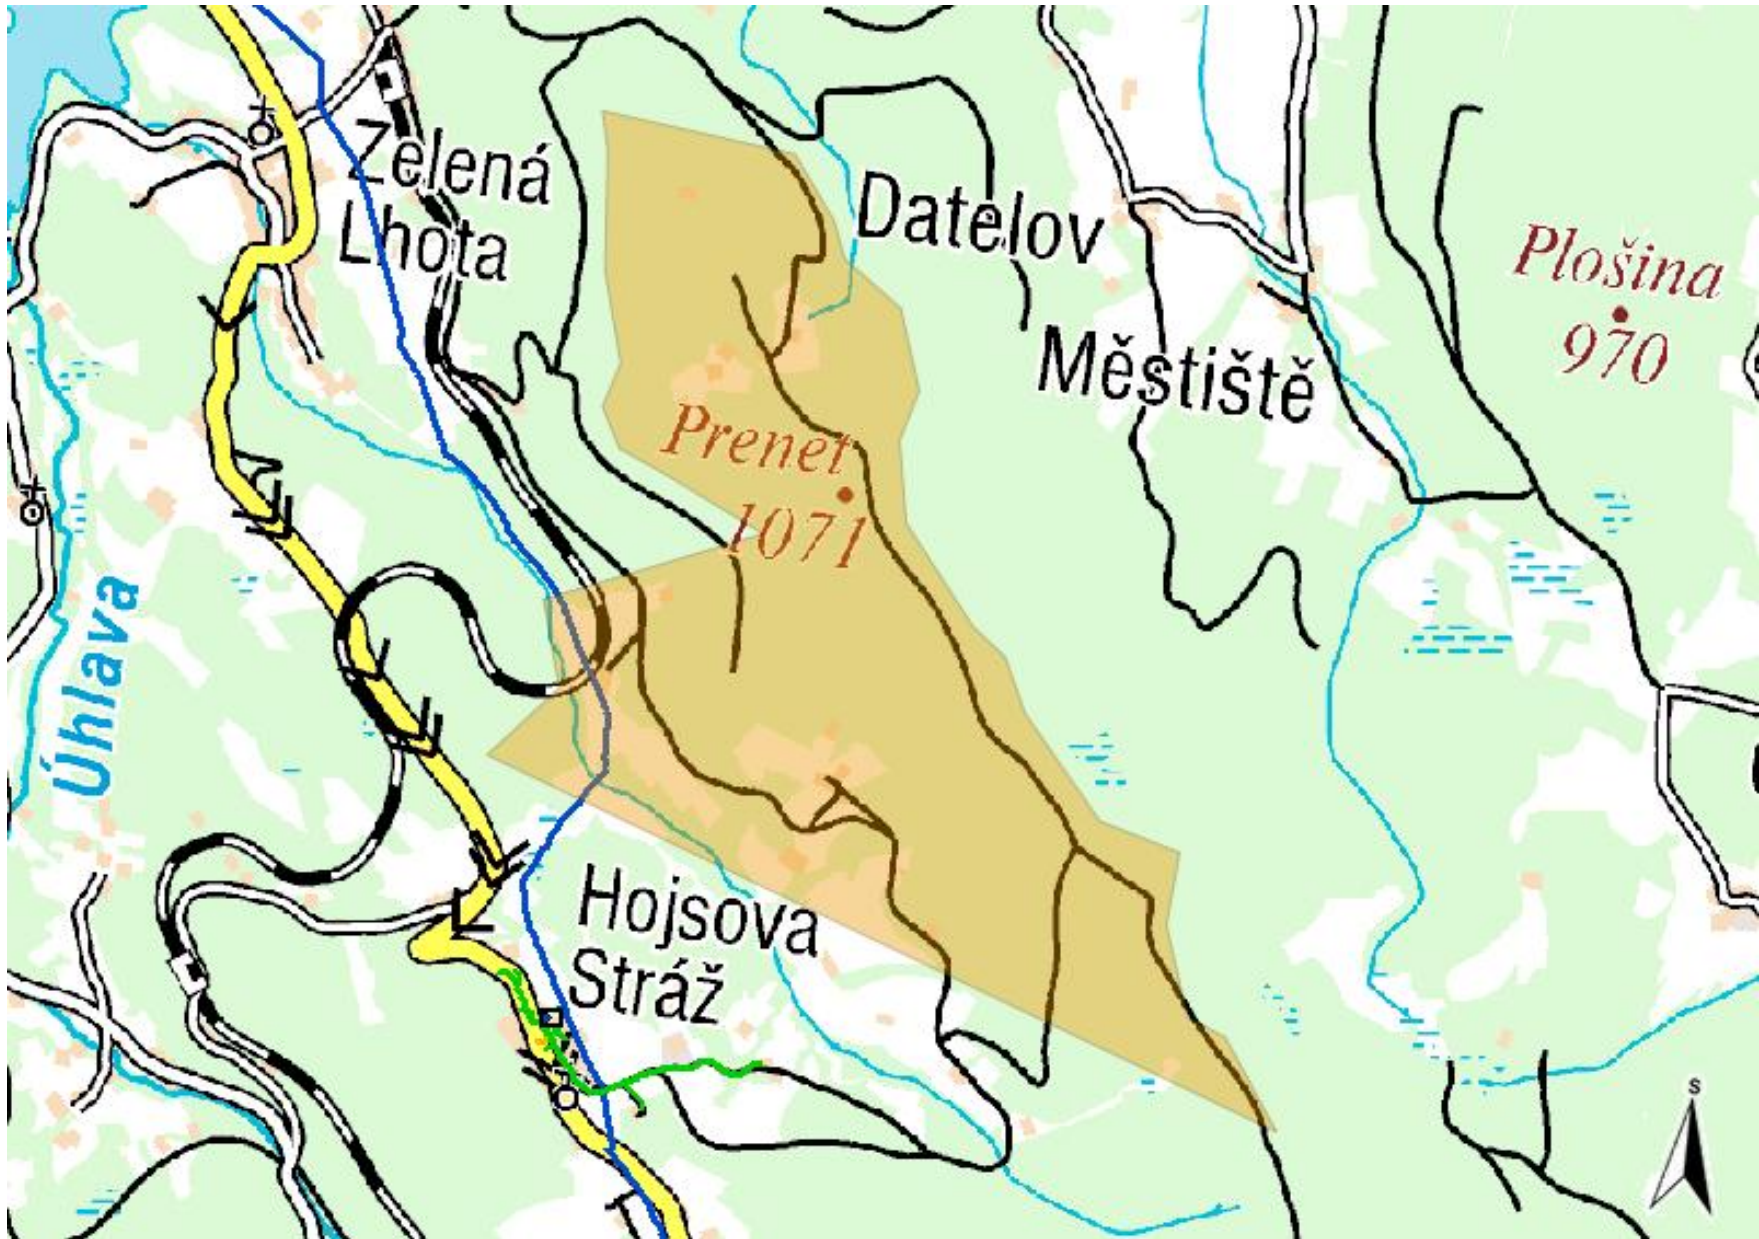 Zelená
Lhota
Datelov
Plošina
970
Městiště
Prenet
1071
Úhlava
Hojsova
Stráž
S